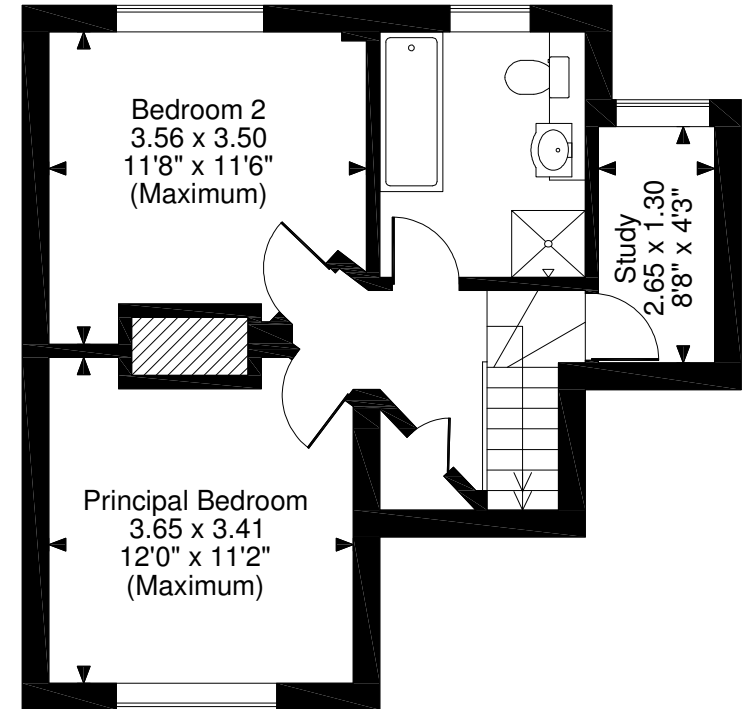 Bedroom 2
3.56 x 3.50
11'8" x 11'6"
(Maximum)
Study
2.65 x 1.30
8'8" x 4'3"
Principal Bedroom
3.65 x 3.41
12'0" x 11'2"
(Maximum)